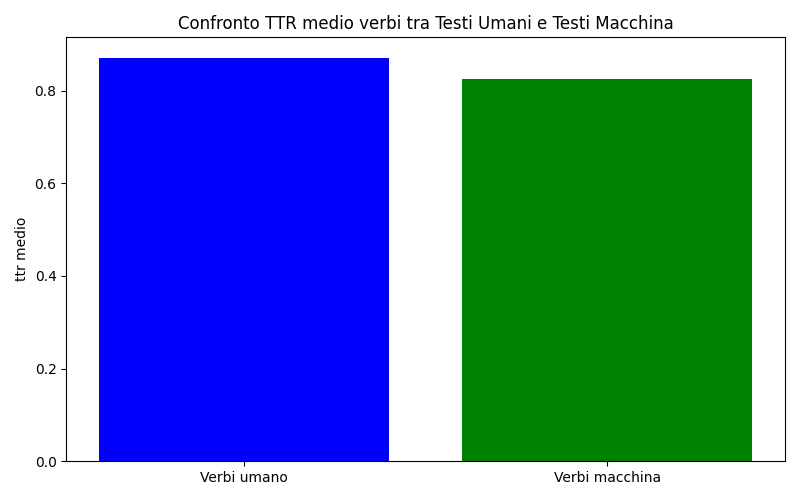 Confronto TTR medio verbi tra Testi Umani e Testi Macchina
ttr medio
0.8
0.6
0.4
0.2
0.0
Verbi umano
Verbi macchina